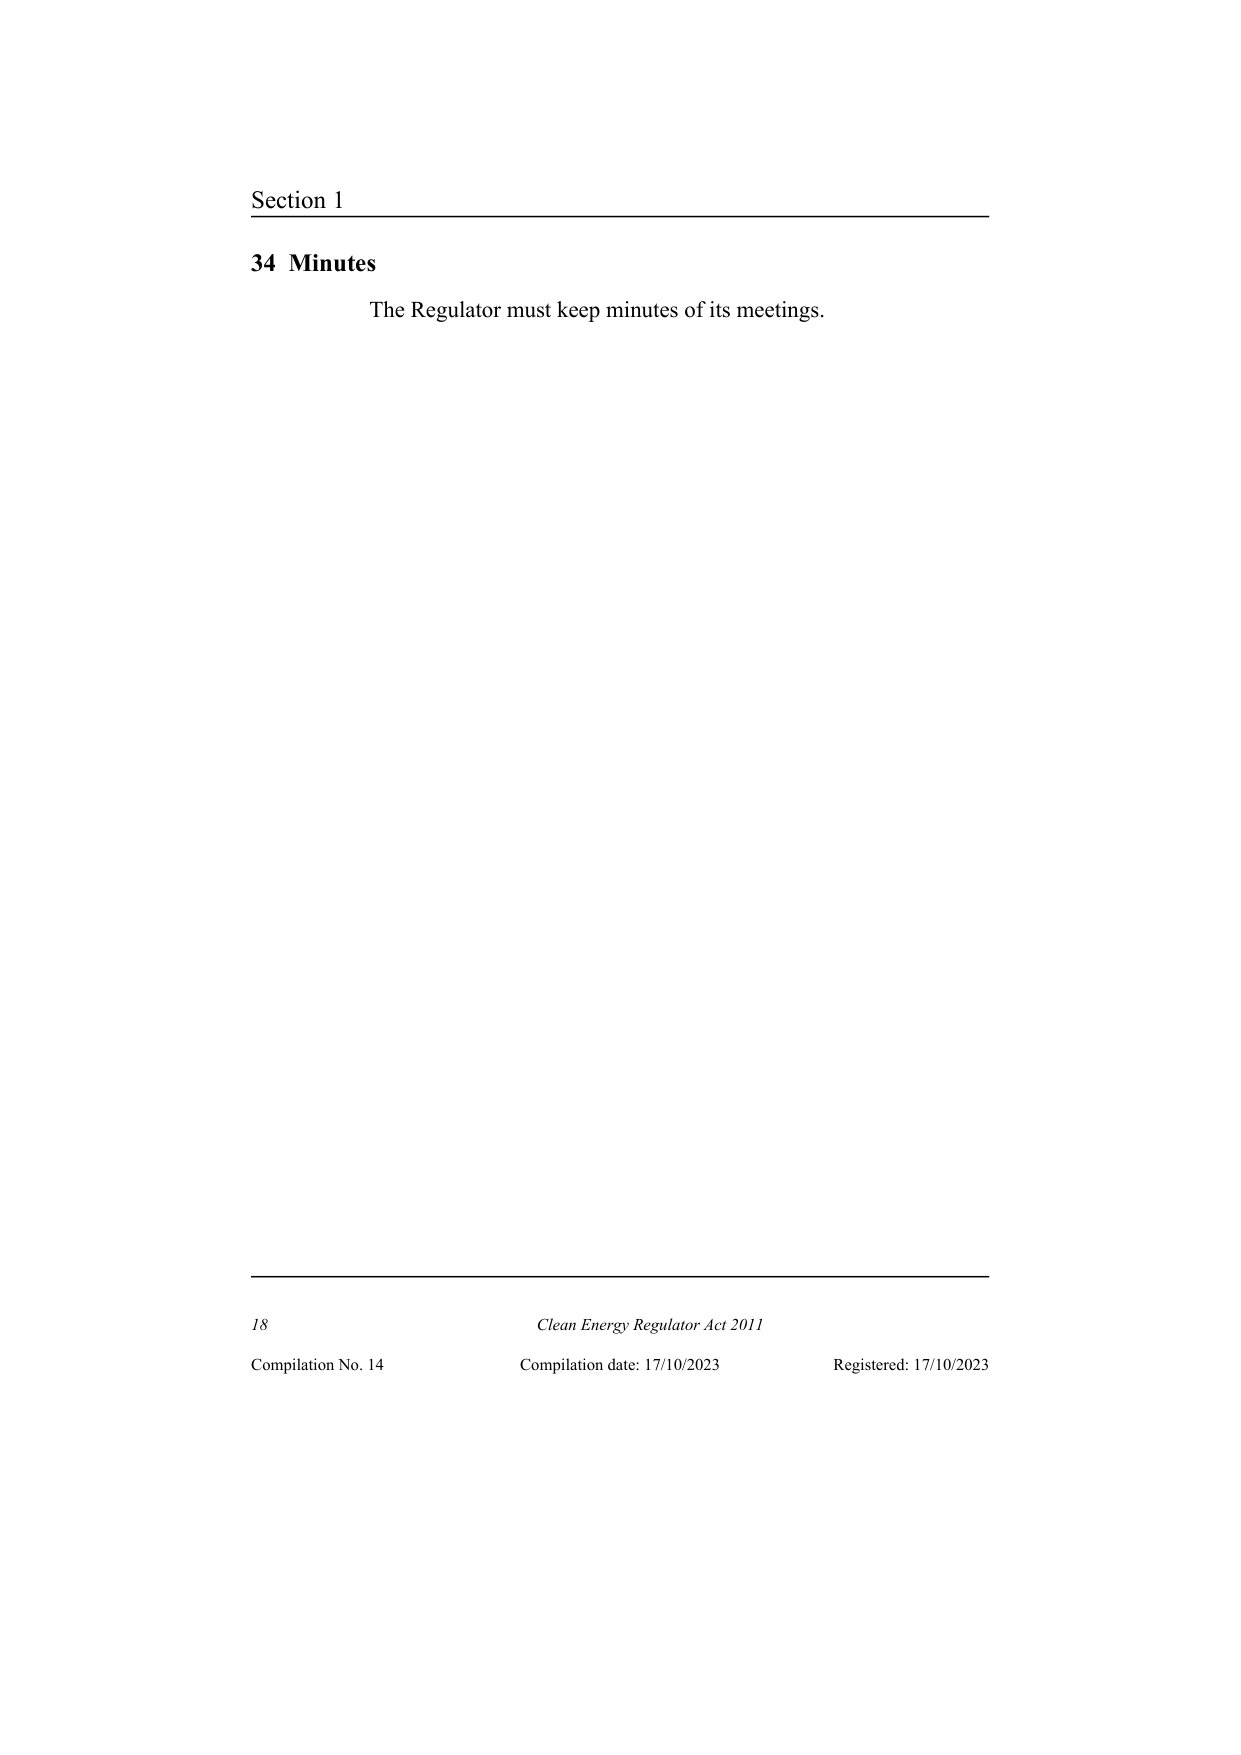 Section 1
34 Minutes
The Regulator must keep minutes of its meetings.
18 Clean Energy Regulator Act 2011
Compilation No. 14 Compilation date: 17/10/2023 Registered: 17/10/2023